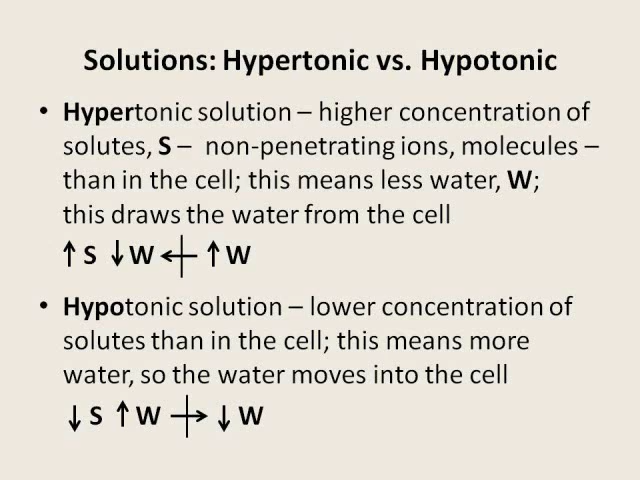 Solutions: Hypertonic vs. Hypotonic
• Hypertonic solution – higher concentration of
solutes, S – non-penetrating ions, molecules –
than in the cell; this means less water, W;
this draws the water from the cell
↑ S ↓ W ←|– ↑ W
• Hypotonic solution – lower concentration of
solutes than in the cell; this means more
water, so the water moves into the cell
↓ S ↑ W –|→ ↓ W